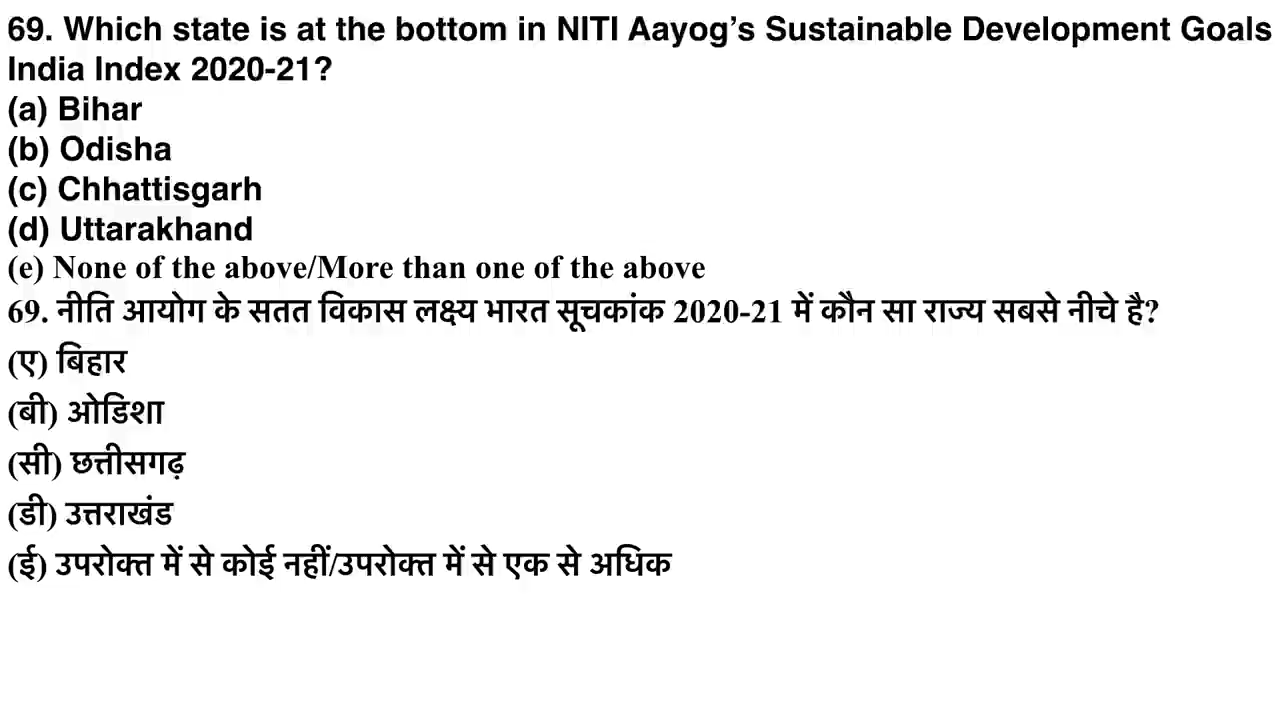 69. Which state is at the bottom in NITI Aayog’s Sustainable Development Goals
India Index 2020-21?
(a) Bihar
(b) Odisha
(c) Chhattisgarh
(d) Uttarakhand
(e) None of the above/More than one of the above
69. नीति आयोग के सतत विकास लक्ष्य भारत सूचकांक 2020-21 में कौन सा राज्य सबसे नीचे है?
(ए) बिहार
(बी) ओडिशा
(सी) छत्तीसगढ़
(डी) उत्तराखंड
(ई) उपरोक्त में से कोई नहीं/उपरोक्त में से एक से अधिक